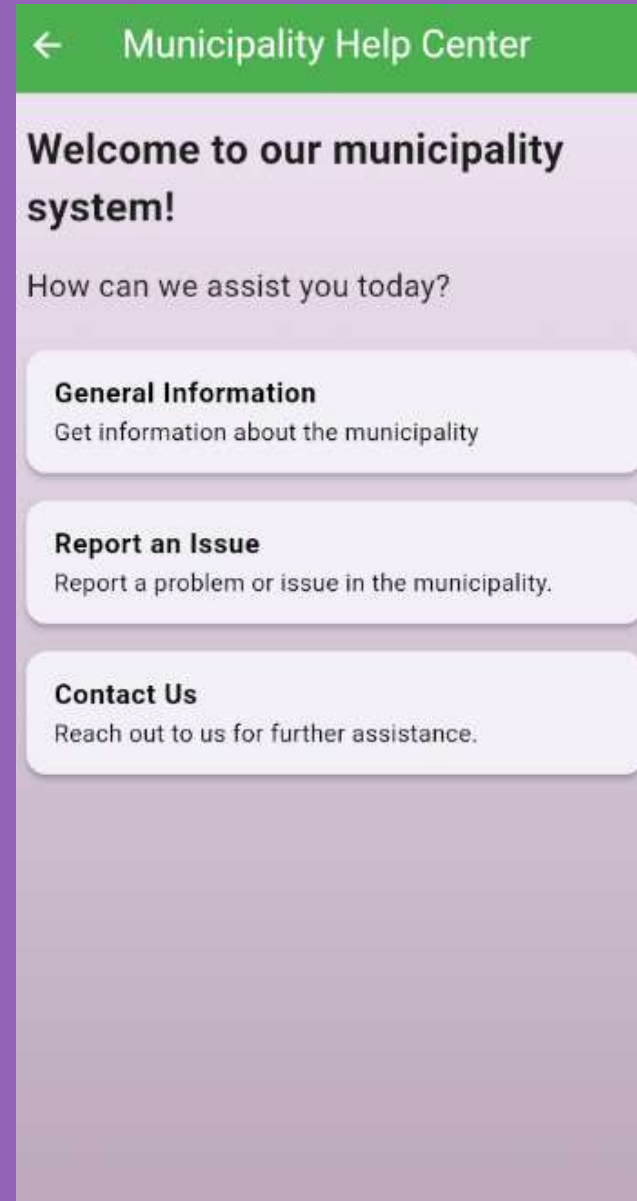 Municipality Help Center
Welcome to our municipality
system!
How can we assist you today?
General Information
Get information about the municipality
Report an Issue
Report a problem or issue in the municipality.
Contact Us
Reach out to us for further assistance.